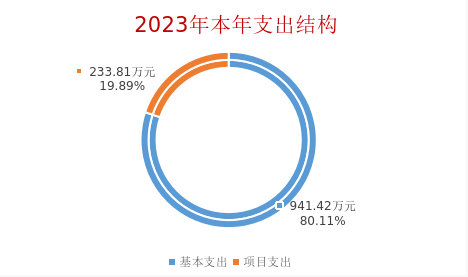 2023年本年支出结构
233.81万元
19.89%
941.42万元
80.11%
基本支出 项目支出